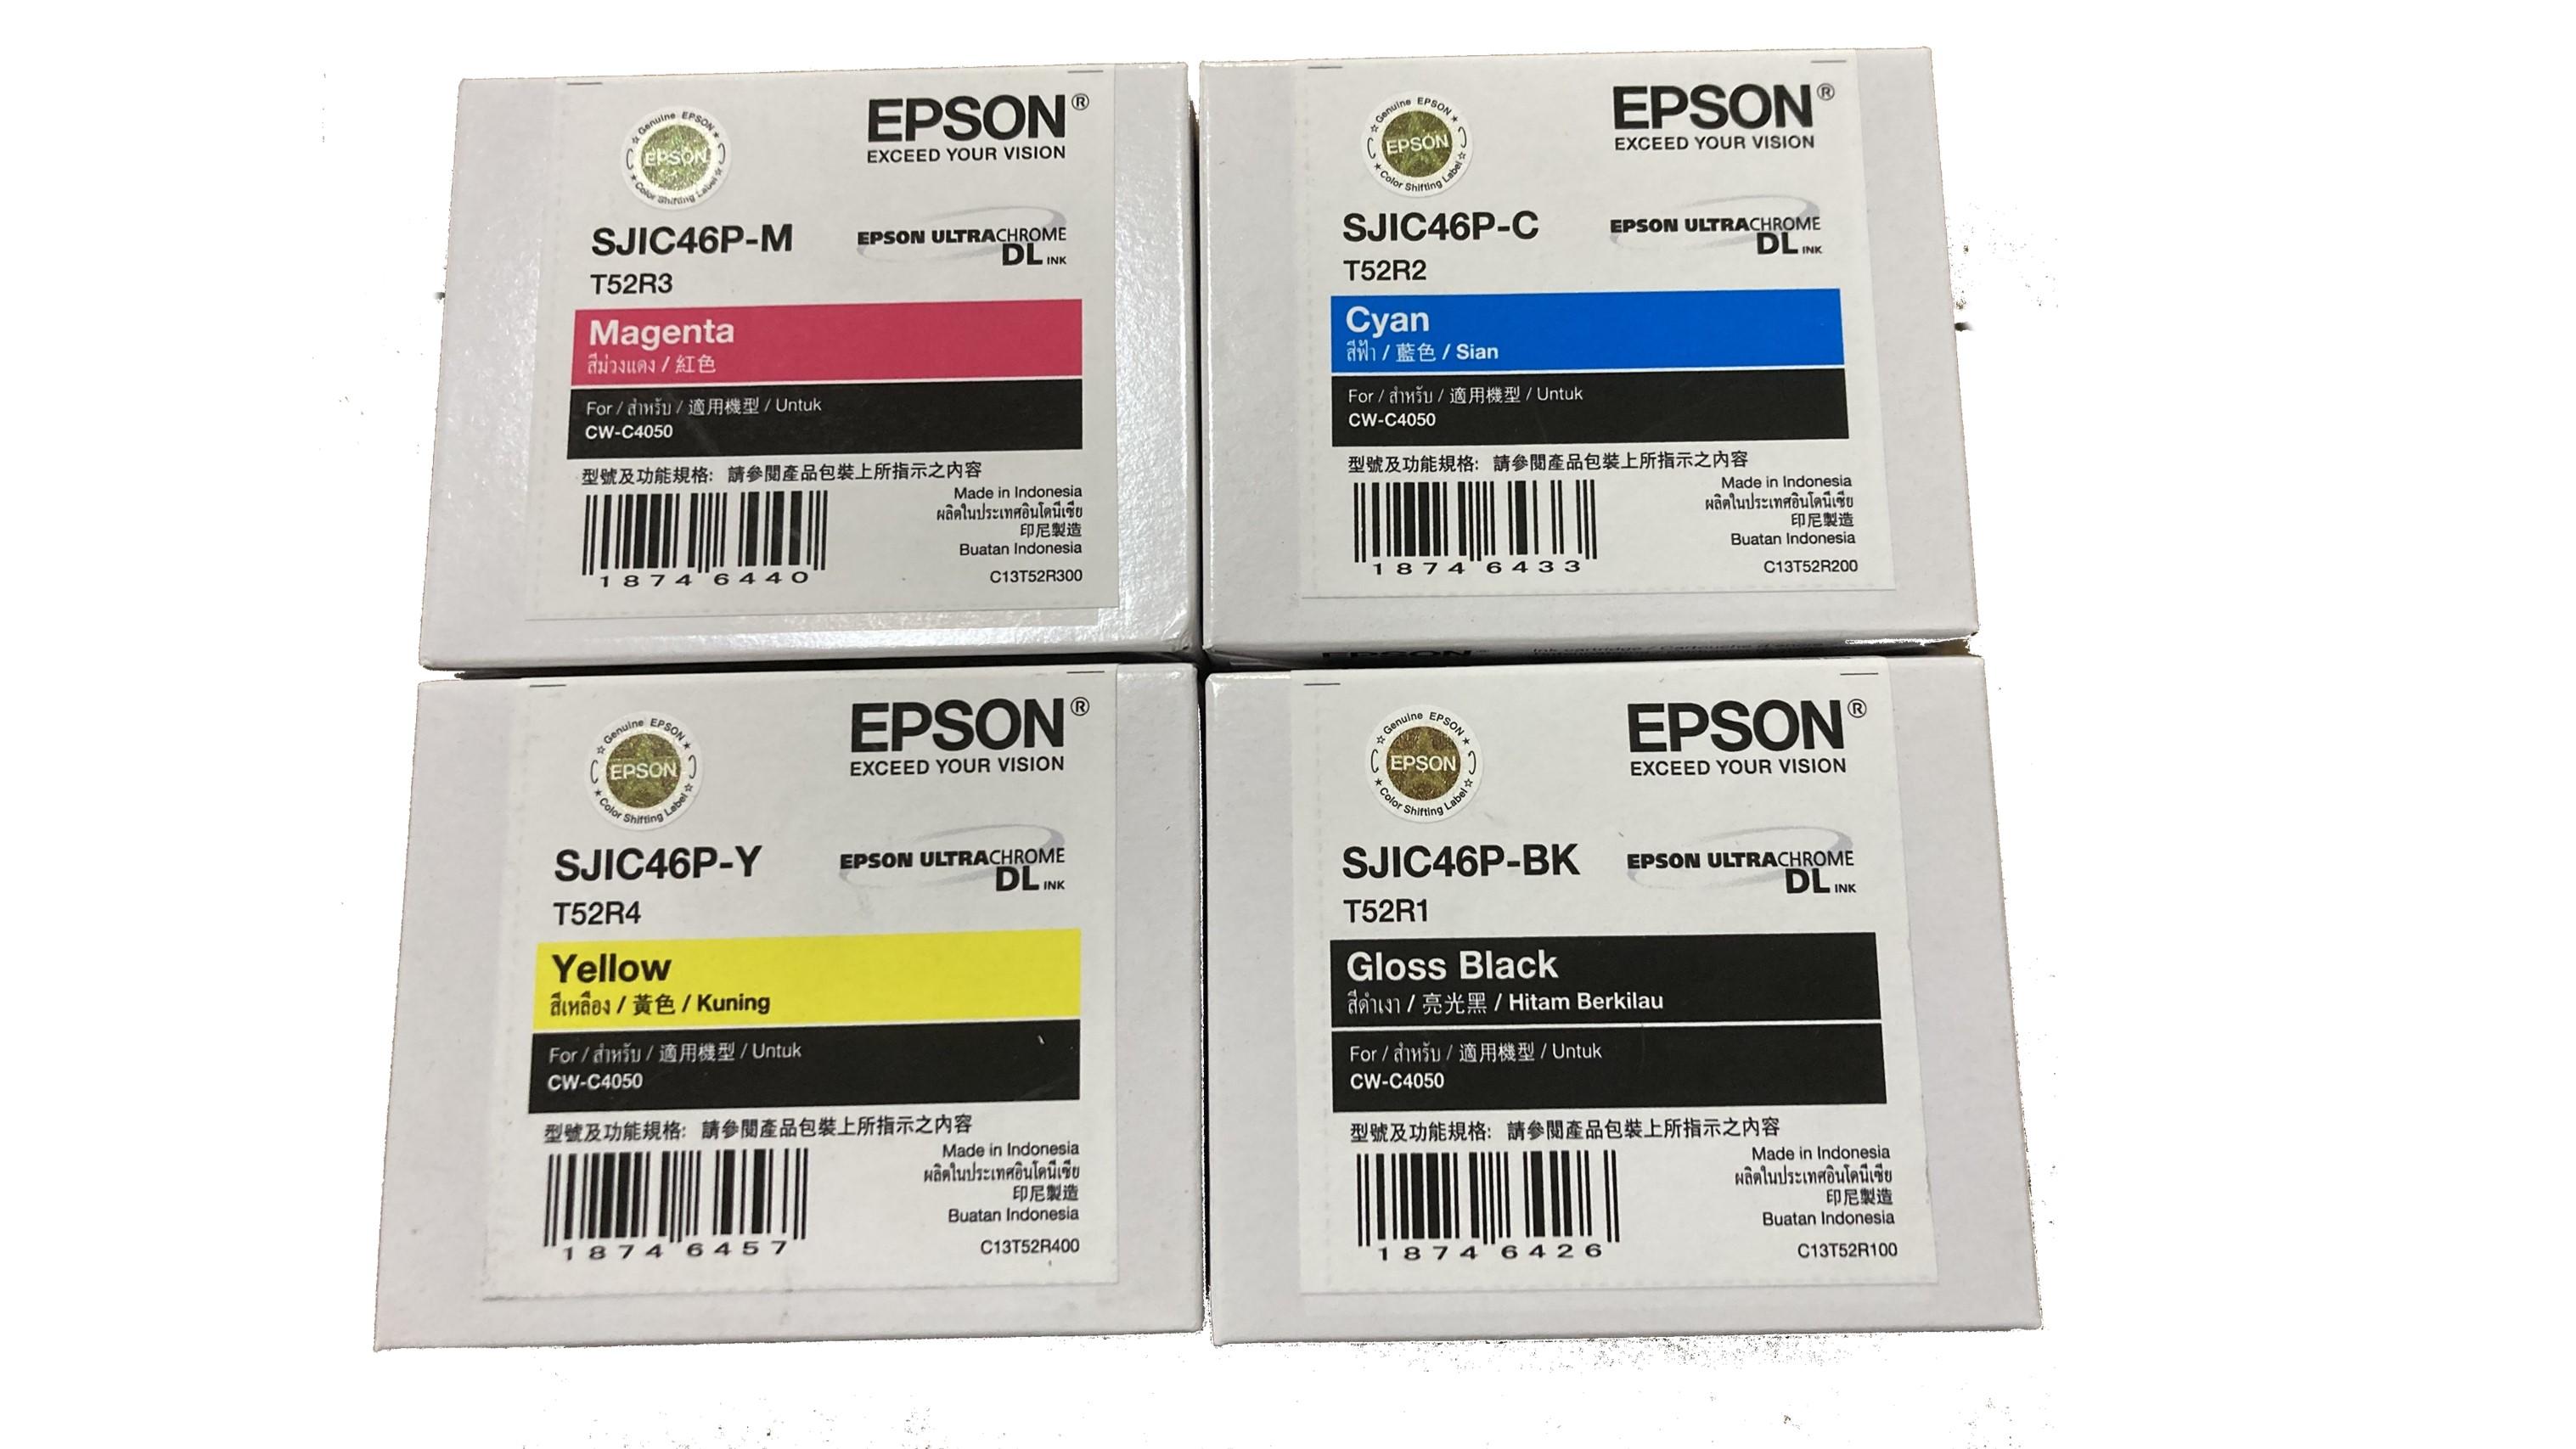 Genuine EPSON
EPSON
Color Shifting Label
EPSON®
EXCEED YOUR VISION
SJIC46P-M
EPSON ULTRACHROME
DL INK
T52R3
Magenta
สีม่วงแดง / 紅色
For / สำหรับ / 適用機型 / Untuk
CW-C4050
型號及功能規格: 請參閱產品包裝上所指示之內容
Made in Indonesia
ผลิตในประเทศอินโดนีเซีย
印尼製造
Buatan Indonesia
1874 6440
C13T52R300
Genuine EPSON
EPSON
Color Shifting Label
EPSON®
EXCEED YOUR VISION
SJIC46P-C
EPSON ULTRACHROME
DL INK
T52R2
Cyan
สีฟ้า / 藍色 / Sian
For / สำหรับ / 適用機型 / Untuk
CW-C4050
型號及功能規格: 請參閱產品包裝上所指示之內容
Made in Indonesia
ผลิตในประเทศอินโดนีเซีย
印尼製造
Buatan Indonesia
1874 6433
C13T52R200
EPSON
Genuine EPSON
EPSON
Color Shifting Label
EPSON®
EXCEED YOUR VISION
SJIC46P-Y
EPSON ULTRACHROME
DL INK
T52R4
Yellow
สีเหลือง / 黃色 / Kuning
For / สำหรับ / 適用機型 / Untuk
CW-C4050
型號及功能規格: 請參閱產品包裝上所指示之內容
Made in Indonesia
ผลิตในประเทศอินโดนีเซีย
印尼製造
Buatan Indonesia
1874 6457
C13T52R400
Genuine EPSON
EPSON
Color Shifting Label
EPSON®
EXCEED YOUR VISION
SJIC46P-BK
EPSON ULTRACHROME
DL INK
T52R1
Gloss Black
สีดำเงา / 亮光黑 / Hitam Berkilau
For / สำหรับ / 適用機型 / Untuk
CW-C4050
型號及功能規格: 請參閱產品包裝上所指示之內容
Made in Indonesia
ผลิตในประเทศอินโดนีเซีย
印尼製造
Buatan Indonesia
1874 6426
C13T52R100